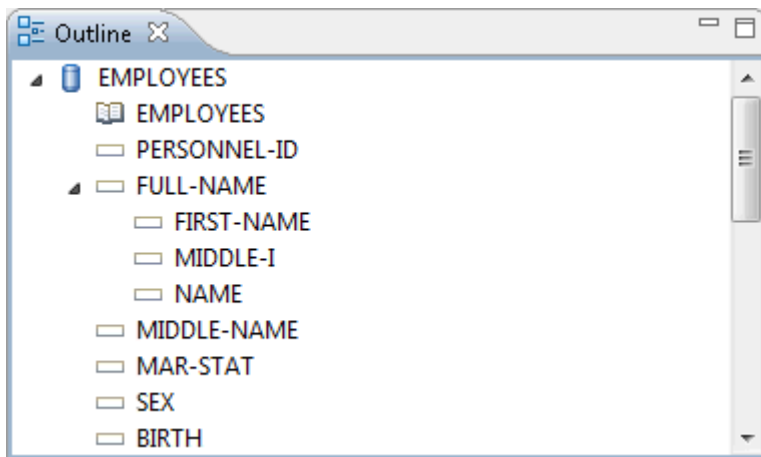 Outline
EMPLOYEES
EMPLOYEES
PERSONNEL-ID
FULL-NAME
FIRST-NAME
MIDDLE-I
NAME
MIDDLE-NAME
MAR-STAT
SEX
BIRTH